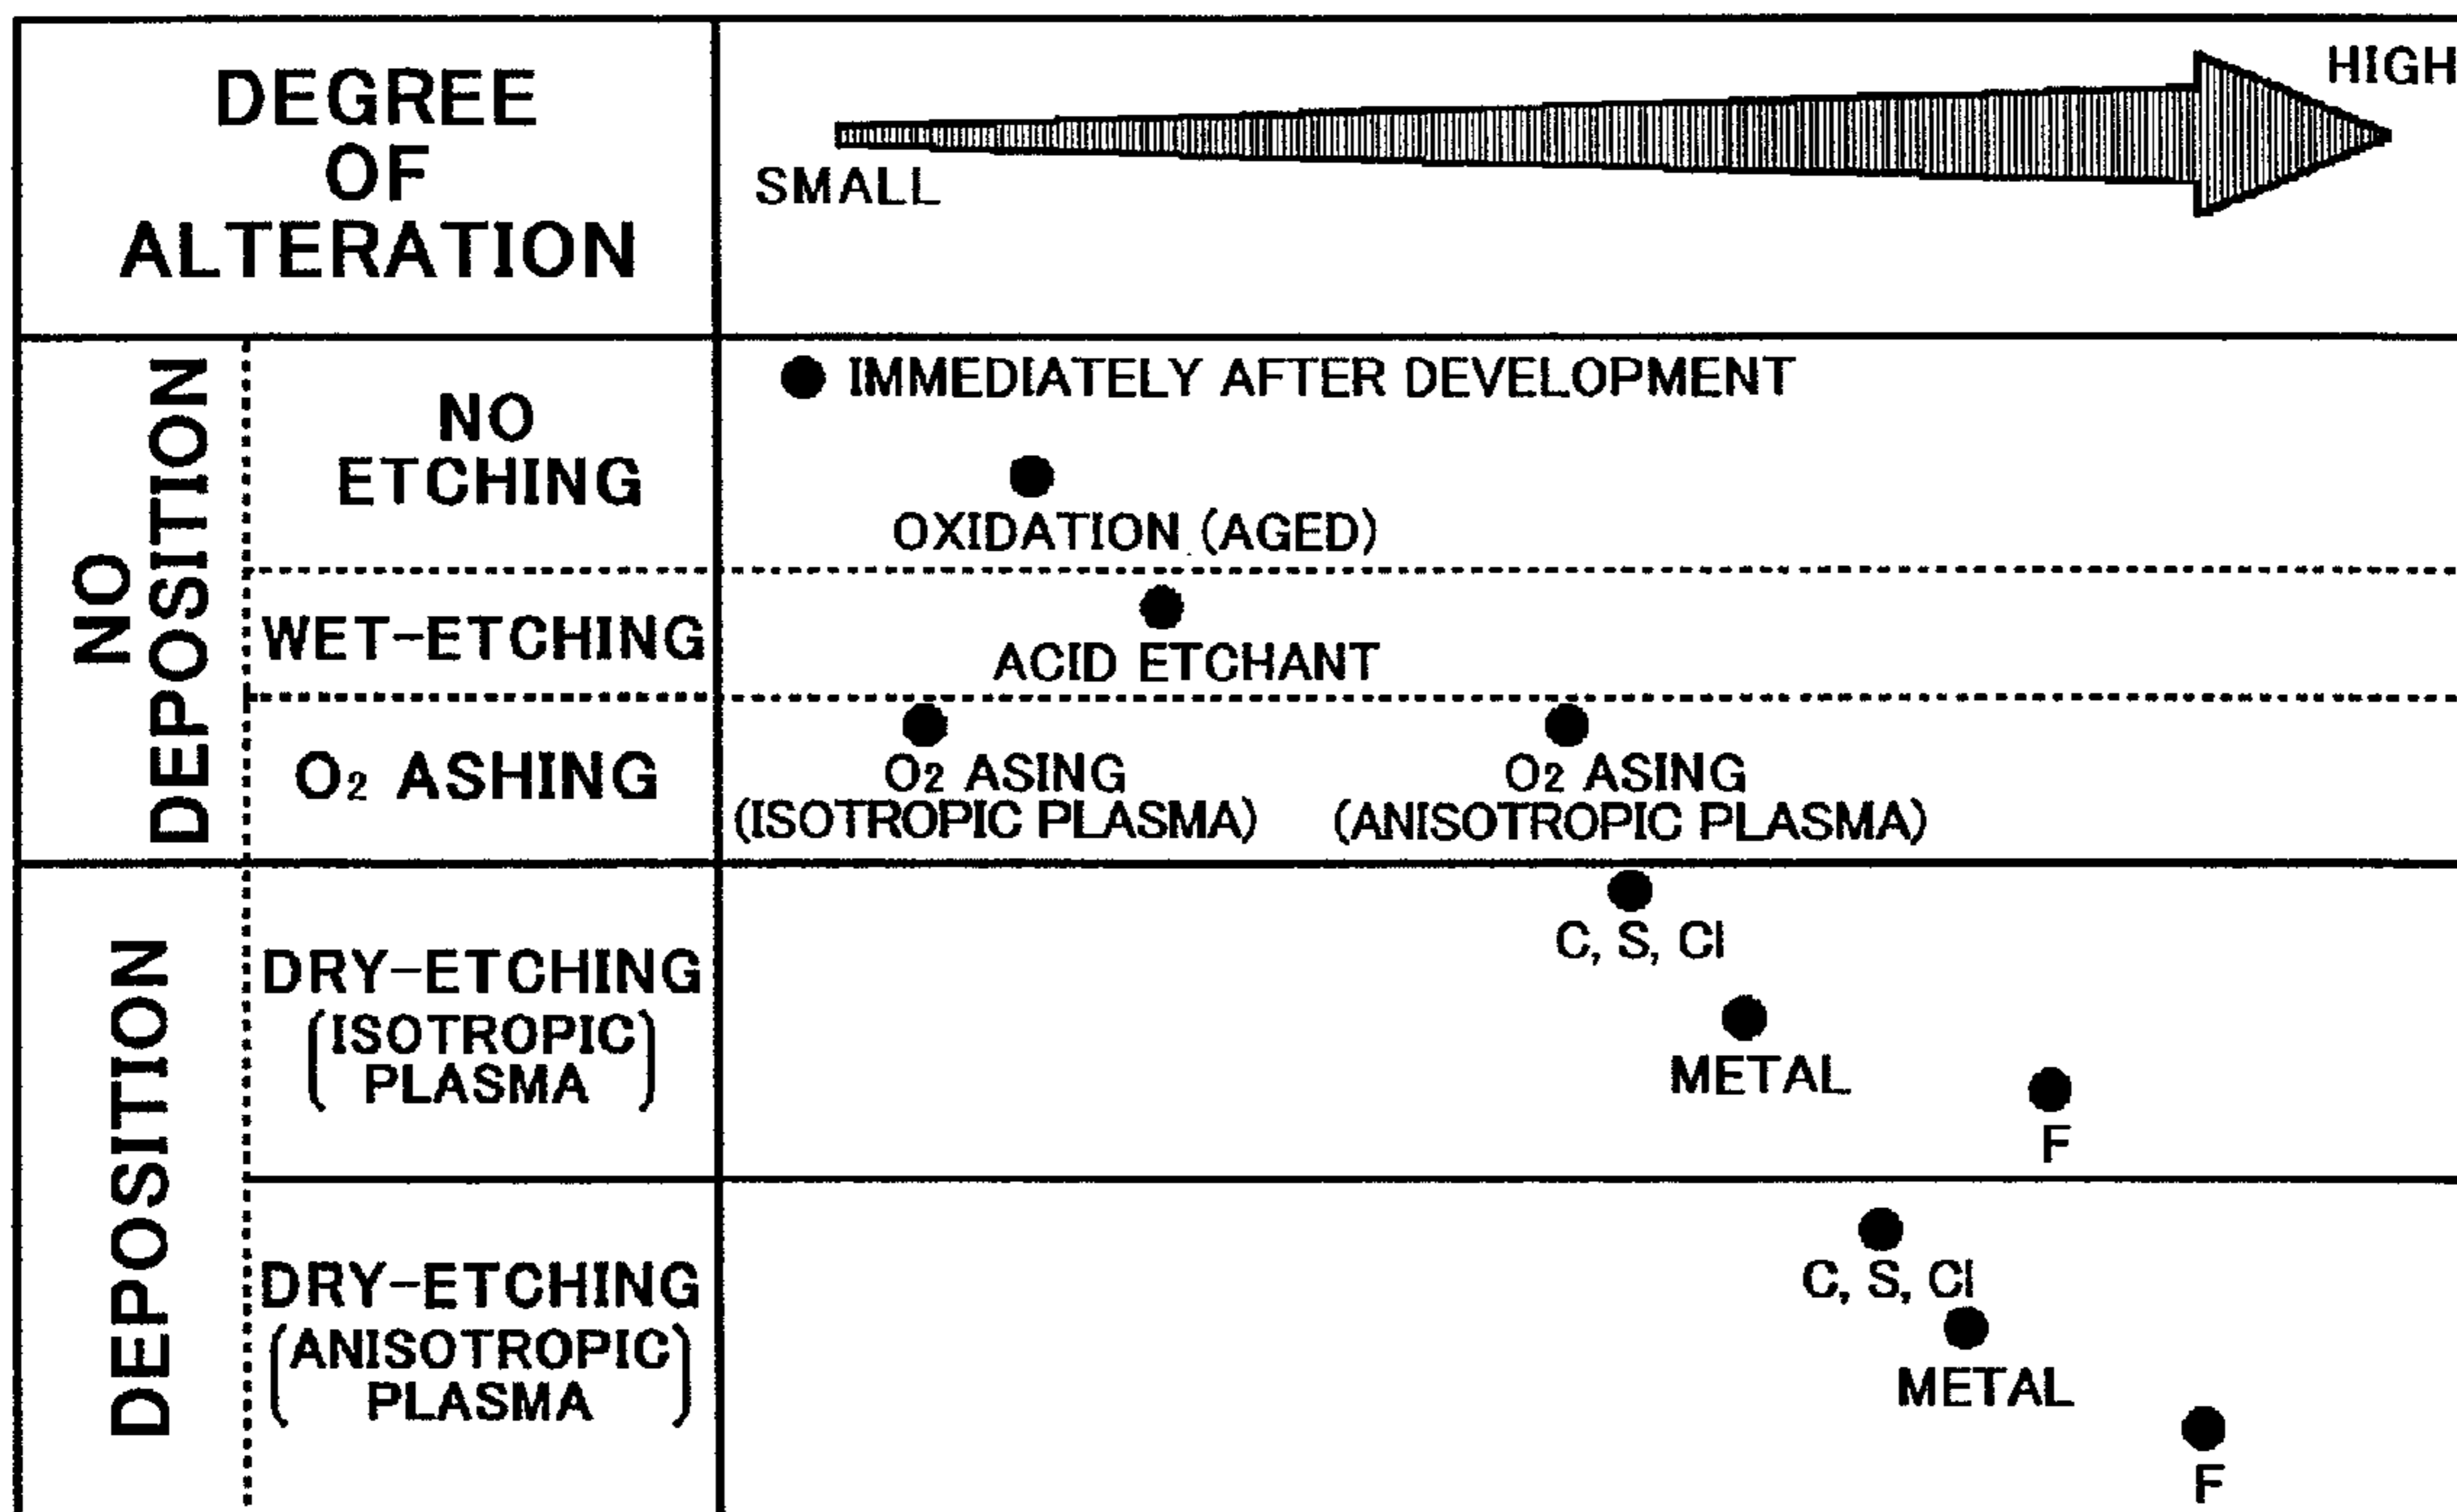 DEGREE
OF
ALTERATION
SMALL
HIGH
NO
DEPOSITION
NO
ETCHING
● IMMEDIATELY AFTER DEVELOPMENT
OXIDATION (AGED)
WET-ETCHING
ACID ETCHANT
O₂ ASHING
O₂ ASING
(ISOTROPIC PLASMA)
O₂ ASING
(ANISOTROPIC PLASMA)
DEPOSITION
DRY-ETCHING
(ISOTROPIC
PLASMA)
C, S, Cl
METAL
F
DRY-ETCHING
(ANISOTROPIC
PLASMA)
C, S, Cl
METAL
F